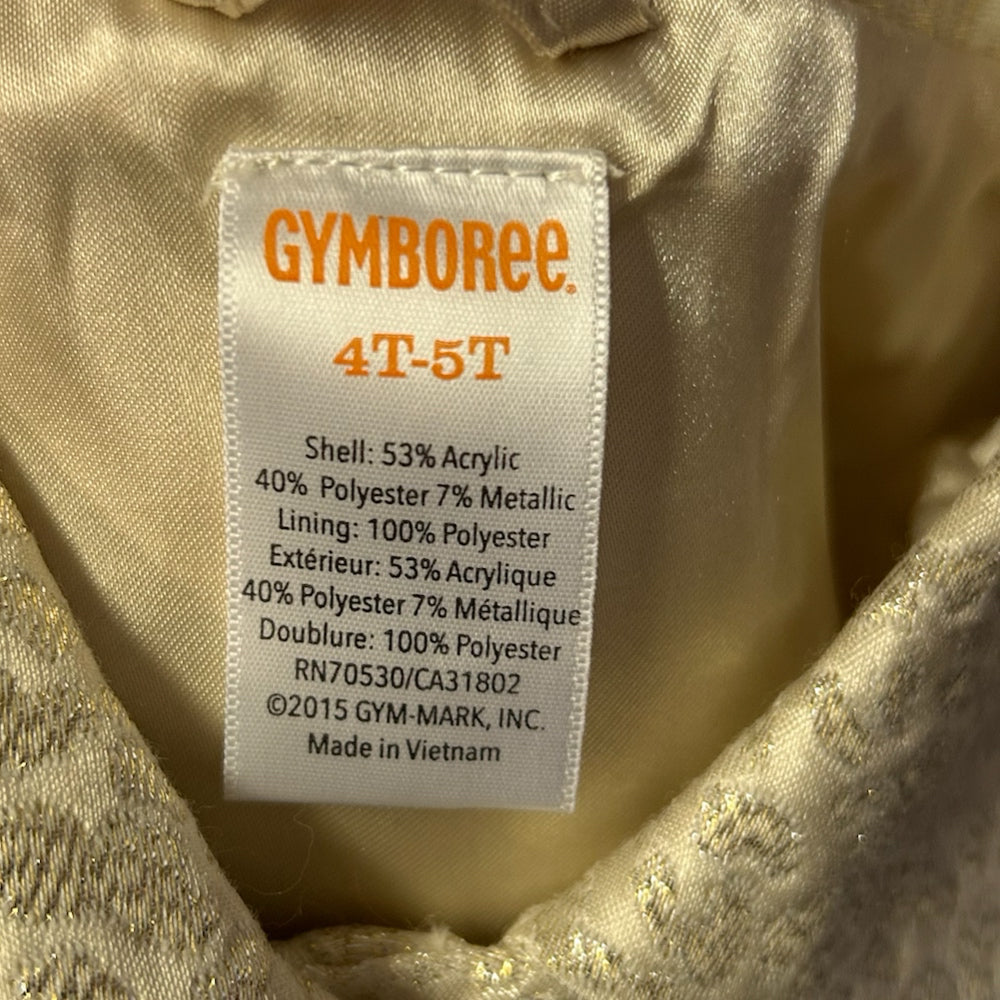 GYMBOREE.
4T-5T
Shell: 53% Acrylic
40% Polyester 7% Metallic
Lining: 100% Polyester
Extérieur: 53% Acrylique
40% Polyester 7% Métallique
Doublure: 100% Polyester
RN70530/CA31802
©2015 GYM-MARK, INC.
Made in Vietnam